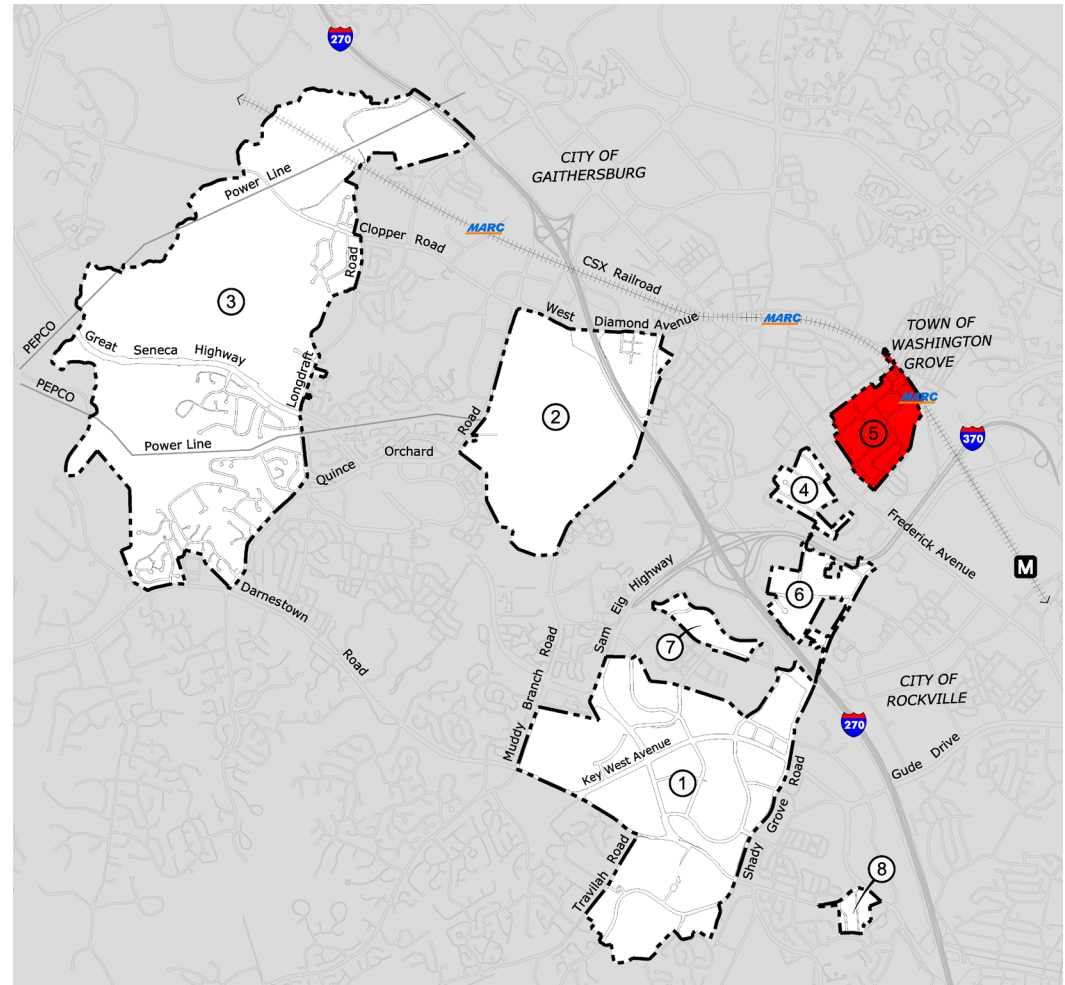 270
CITY OF
GAITHERSBURG
Power Line
MARC
Clopper Road
Road
CSX Railroad
3
West Diamond Avenue
MARC
TOWN OF
WASHINGTON
GROVE
PEPCO
Great Seneca Highway
Longdraft
PEPCO
MARC
2
5
370
Power Line
Road
Quince Orchard
4
Frederick Avenue
M
Darnestown Road
Sam Eig Highway
6
7
Muddy Branch Road
CITY OF
ROCKVILLE
270
Key West Avenue
Gude Drive
1
Shady Grove Road
Travilah Road
8